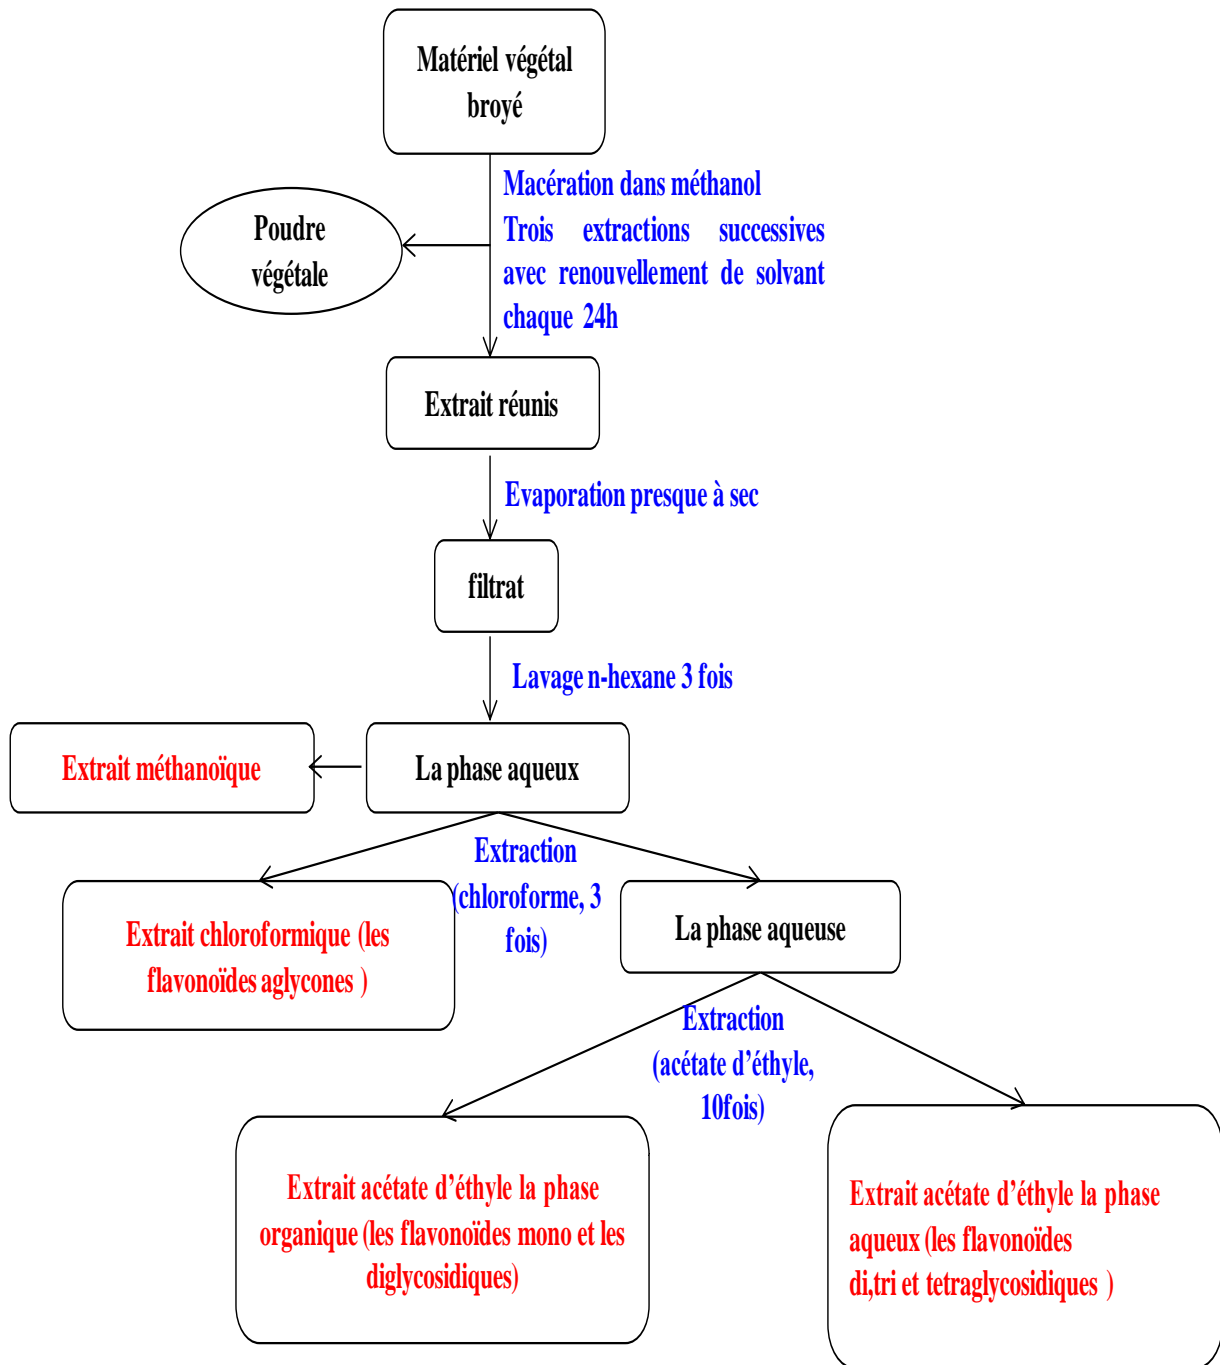 Matériel végétal
broyé
Macération dans méthanol
Trois extractions successives
avec renouvellement de solvant
chaque 24h
Poudre
végétale
Extrait réunis
Evaporation presque à sec
filtrat
Lavage n-hexane 3 fois
Extrait méthanoïque
La phase aqueux
Extraction
(chloroforme, 3
fois)
Extrait chloroformique (les
flavonoïdes aglycones )
La phase aqueuse
Extraction
(acétate d’éthyle,
10fois)
Extrait acétate d’éthyle la phase
organique (les flavonoïdes mono et les
diglycosidiques)
Extrait acétate d’éthyle la phase
aqueux (les flavonoïdes
di,tri et tetraglycosidiques )